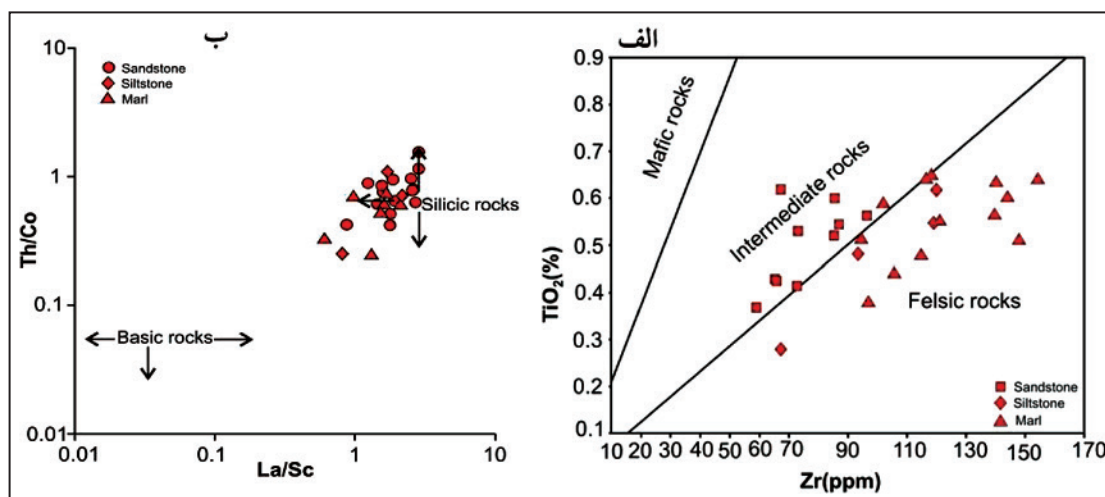 ب
10
Sandstone
Siltstone
Marl
1
Th/Co
Silicic rocks
0.1
Basic rocks
0.01
0.01 0.1 1 10
La/Sc
الف
0.9
0.8
0.7
0.6
0.5
0.4
0.3
0.2
0.1
TiO₂(%)
Mafic rocks
Intermediate rocks
Felsic rocks
Sandstone
Siltstone
Marl
10 20 30 40 50 70 90 110 130 150 170
Zr(ppm)